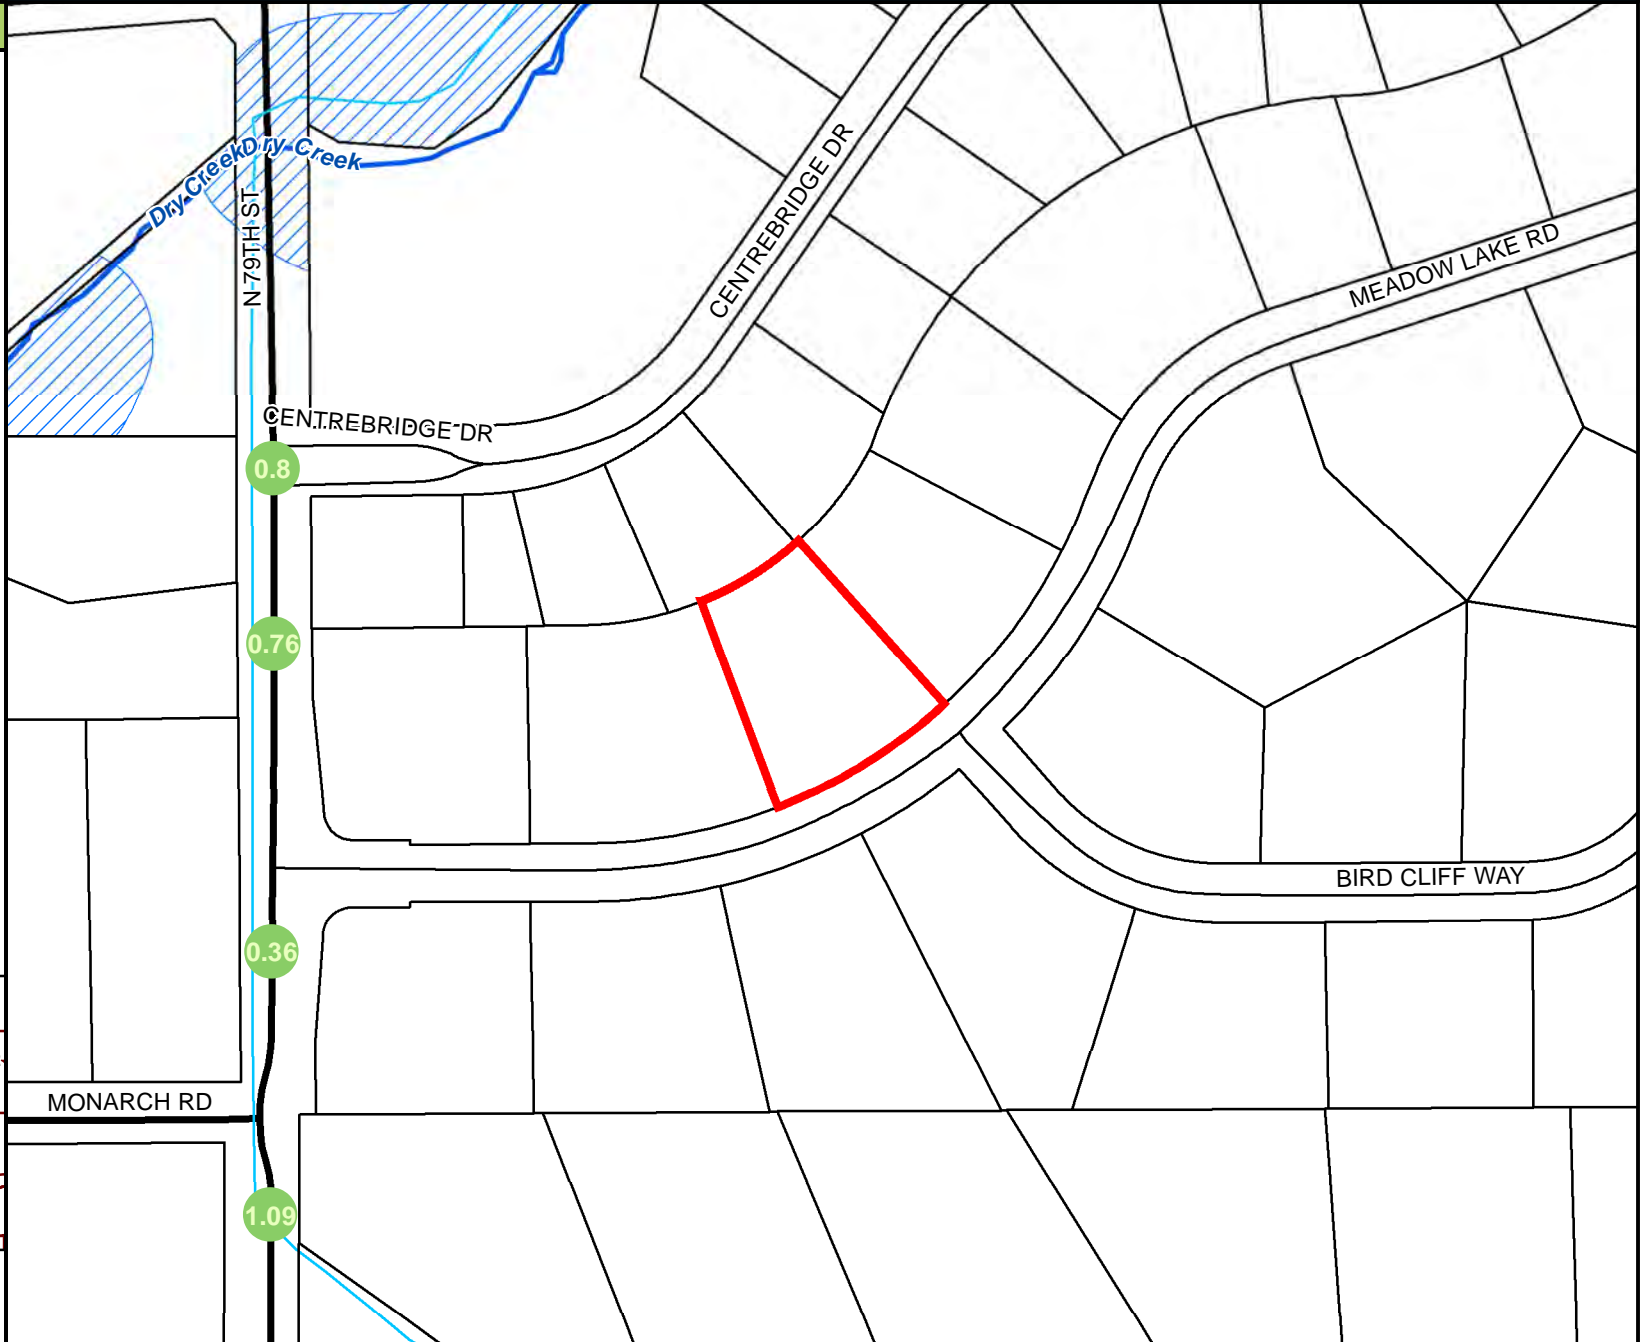 Dry Creek
Dry Creek
N 79TH ST
CENTREBRIDGE DR
MEADOW LAKE RD
CENTREBRIDGE DR
0.8
0.76
BIRD CLIFF WAY
0.36
MONARCH RD
1.09